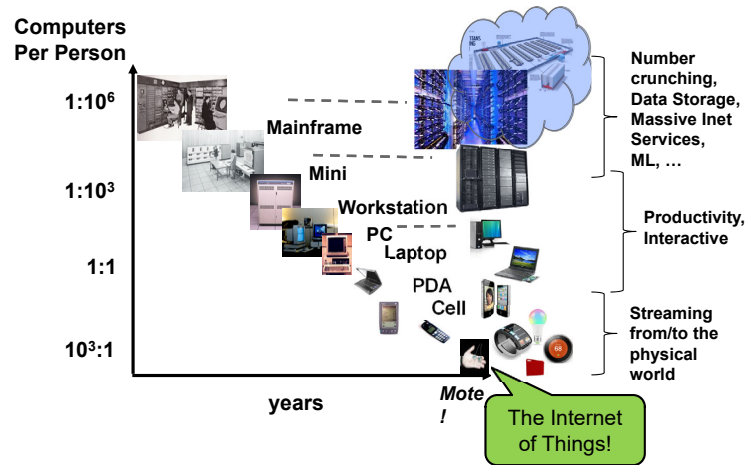 Computers
Per Person
1:10⁶
1:10³
1:1
10³:1
Mainframe
Mini
Workstation
PC
Laptop
PDA
Cell
Mote
!
years
The Internet
of Things!
68
Number
crunching,
Data Storage,
Massive Inet
Services,
ML, …
Productivity,
Interactive
Streaming
from/to the
physical
world